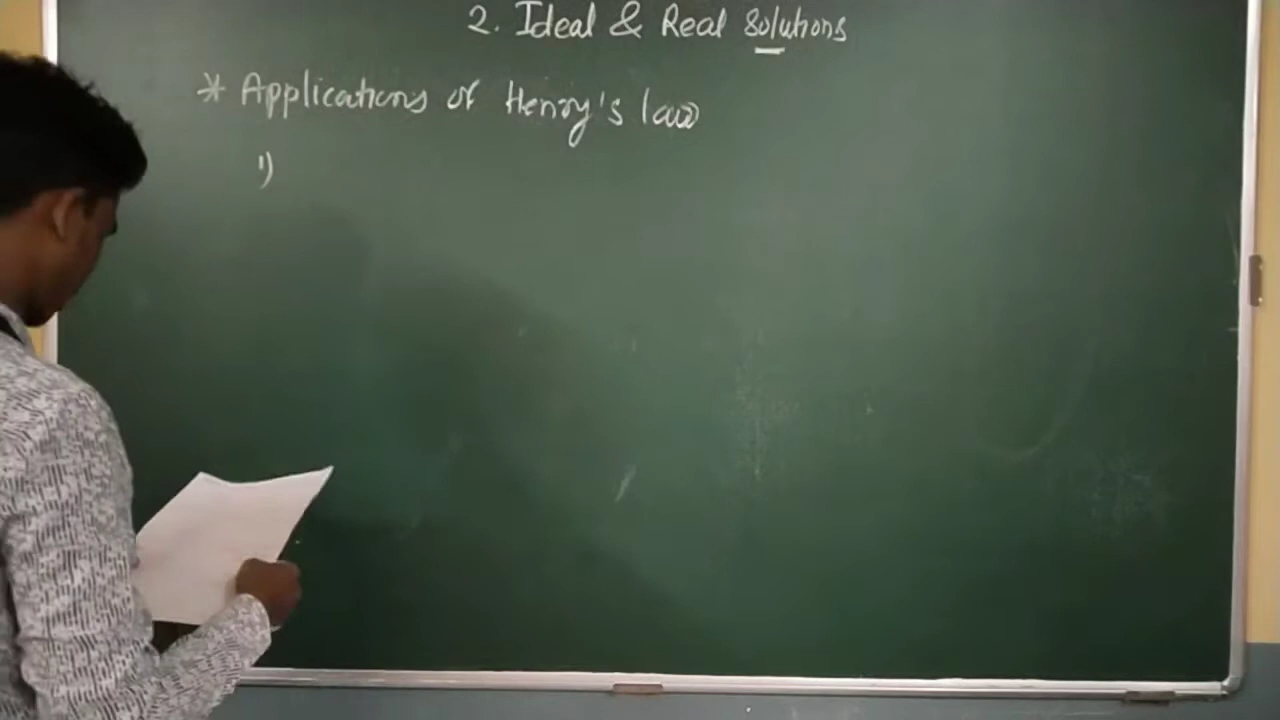 2. Ideal & Real Solutions
* Applications of Henry's law
1)